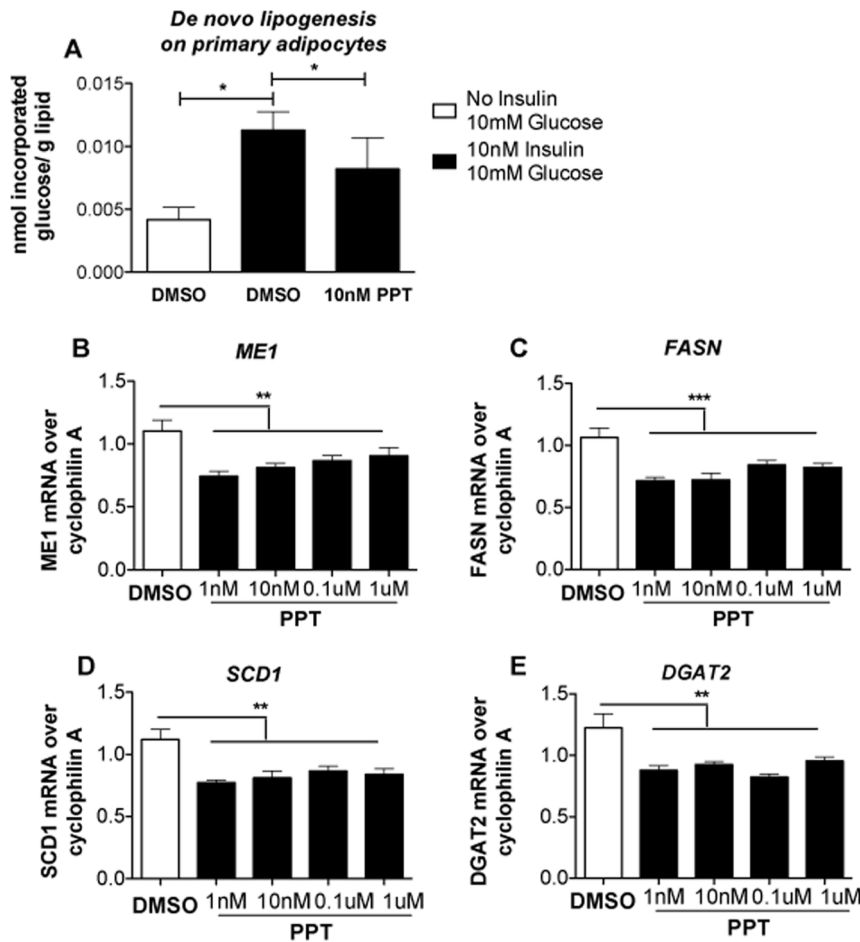 De novo lipogenesis
on primary adipocytes
A
nmol incorporated
glucose/ g lipid
0.015
0.010
0.005
0.000
*
*
DMSO
DMSO
10nM PPT
No Insulin
10mM Glucose
10nM Insulin
10mM Glucose
B
ME1
ME1 mRNA over
cyclophilin A
1.5
1.0
0.5
0.0
**
DMSO
1nM
10nM
0.1uM
1uM
PPT
C
FASN
FASN mRNA over
cyclophilin A
1.5
1.0
0.5
0.0
***
DMSO
1nM
10nM
0.1uM
1uM
PPT
D
SCD1
SCD1 mRNA over
cyclophilin A
1.5
1.0
0.5
0.0
**
DMSO
1nM
10nM
0.1uM
1uM
PPT
E
DGAT2
DGAT2 mRNA over
cyclophilin A
1.5
1.0
0.5
0.0
**
DMSO
1nM
10nM
0.1uM
1uM
PPT